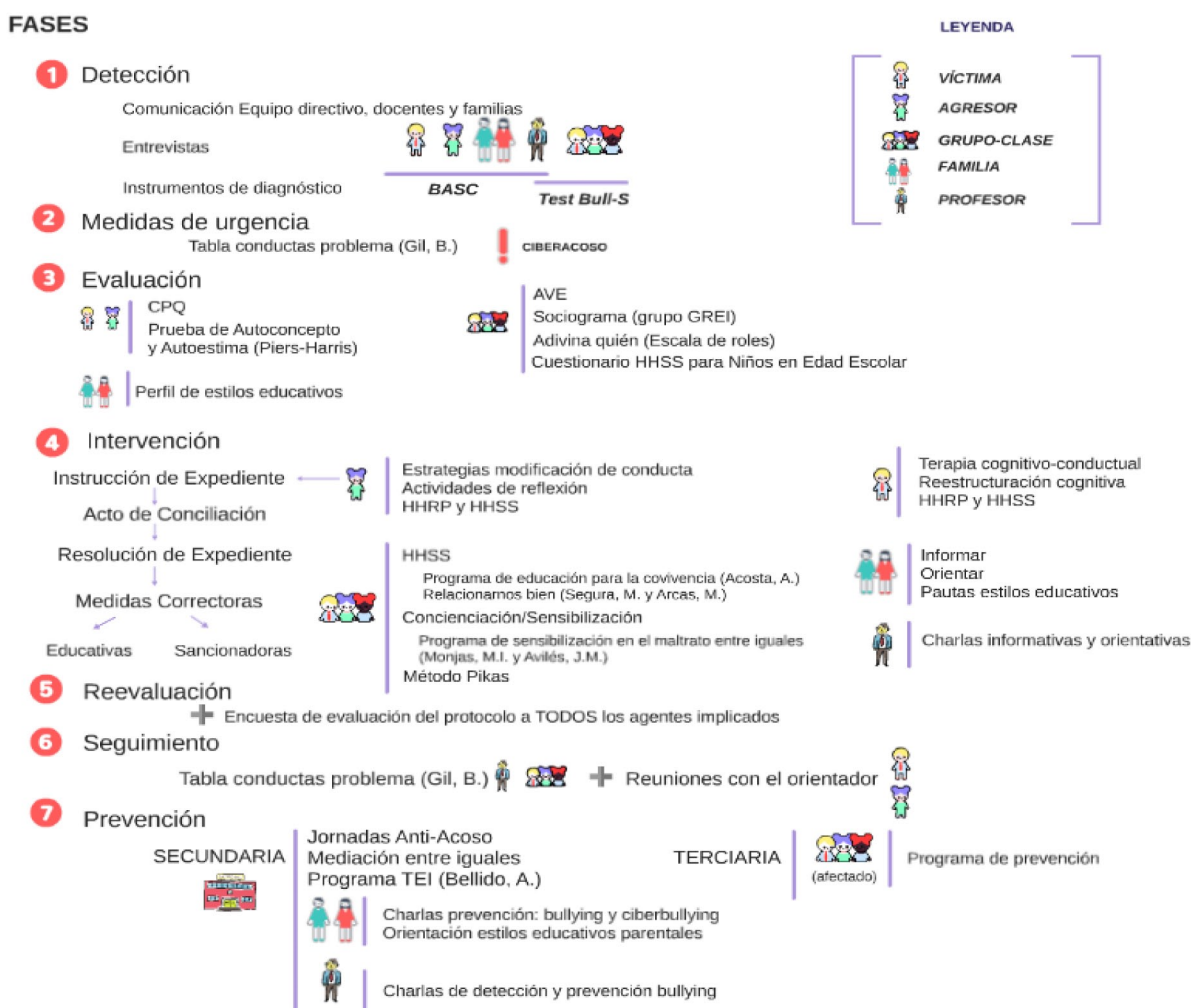 FASES
LEYENDA
VÍCTIMA
AGRESOR
GRUPO-CLASE
FAMILIA
PROFESOR
1 Detección
Comunicación Equipo directivo, docentes y familias
Entrevistas
Instrumentos de diagnóstico
BASC
Test Bull-S
2 Medidas de urgencia
Tabla conductas problema (Gil, B.)
CIBERACOSO
3 Evaluación
CPQ
Prueba de Autoconcepto
y Autoestima (Piers-Harris)
AVE
Sociograma (grupo GREI)
Adivina quién (Escala de roles)
Cuestionario HHSS para Niños en Edad Escolar
Perfil de estilos educativos
4 Intervención
Instrucción de Expediente
Acto de Conciliación
Resolución de Expediente
Medidas Correctoras
Educativas
Sancionadoras
Estrategias modificación de conducta
Actividades de reflexión
HHRP y HHSS
Terapia cognitivo-conductual
Reestructuración cognitiva
HHRP y HHSS
HHSS
Programa de educación para la covivencia (Acosta, A.)
Relacionarnos bien (Segura, M. y Arcas, M.)
Concienciación/Sensibilización
Programa de sensibilización en el maltrato entre iguales
(Monjas, M.I. y Avilés, J.M.)
Método Pikas
Informar
Orientar
Pautas estilos educativos
Charlas informativas y orientativas
5 Reevaluación
+ Encuesta de evaluación del protocolo a TODOS los agentes implicados
6 Seguimiento
Tabla conductas problema (Gil, B.)
+ Reuniones con el orientador
7 Prevención
SECUNDARIA
Jornadas Anti-Acoso
Mediación entre iguales
Programa TEI (Bellido, A.)
Charlas prevención: bullying y ciberbullying
Orientación estilos educativos parentales
Charlas de detección y prevención bullying
TERCIARIA
(afectado)
Programa de prevención